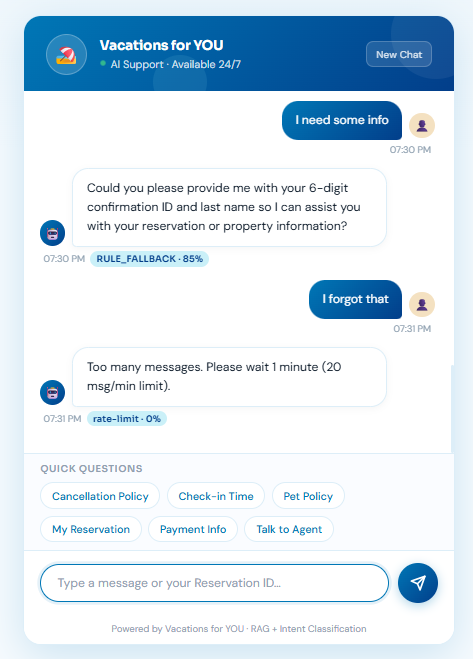 Vacations for YOU
AI Support · Available 24/7
New Chat
I need some info
07:30 PM
Could you please provide me with your 6-digit
confirmation ID and last name so I can assist you
with your reservation or property information?
07:30 PM RULE_FALLBACK · 85%
I forgot that
07:31 PM
Too many messages. Please wait 1 minute (20
msg/min limit).
07:31 PM rate-limit · 0%
QUICK QUESTIONS
Cancellation Policy Check-in Time Pet Policy
My Reservation Payment Info Talk to Agent
Type a message or your Reservation ID...
Powered by Vacations for YOU · RAG + Intent Classification